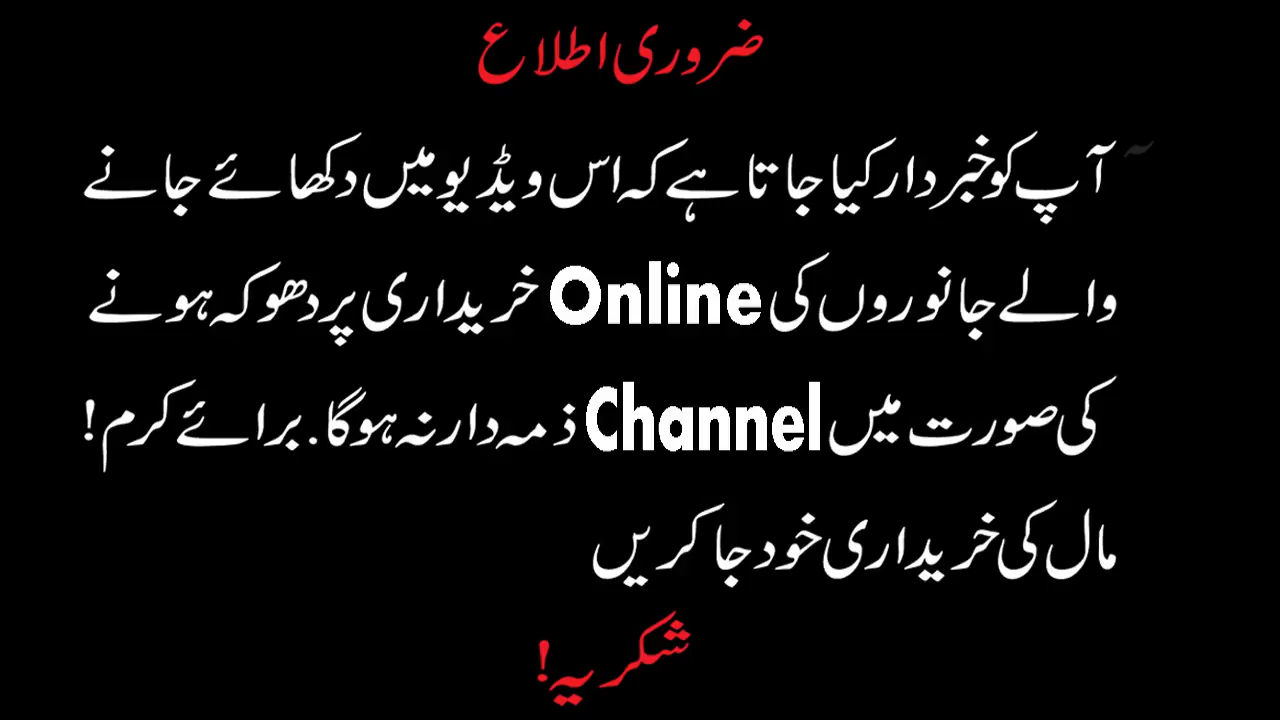 ضروری اطلاع
آپ کو خبردار کیا جاتا ہے کہ اس ویڈیو میں دکھائے جانے
والے جانوروں کی Online خریداری پر دھوکہ ہونے
کی صورت میں Channel ذمہ دار نہ ہوگا. برائے کرم!
مال کی خریداری خود جا کریں
شکریہ!